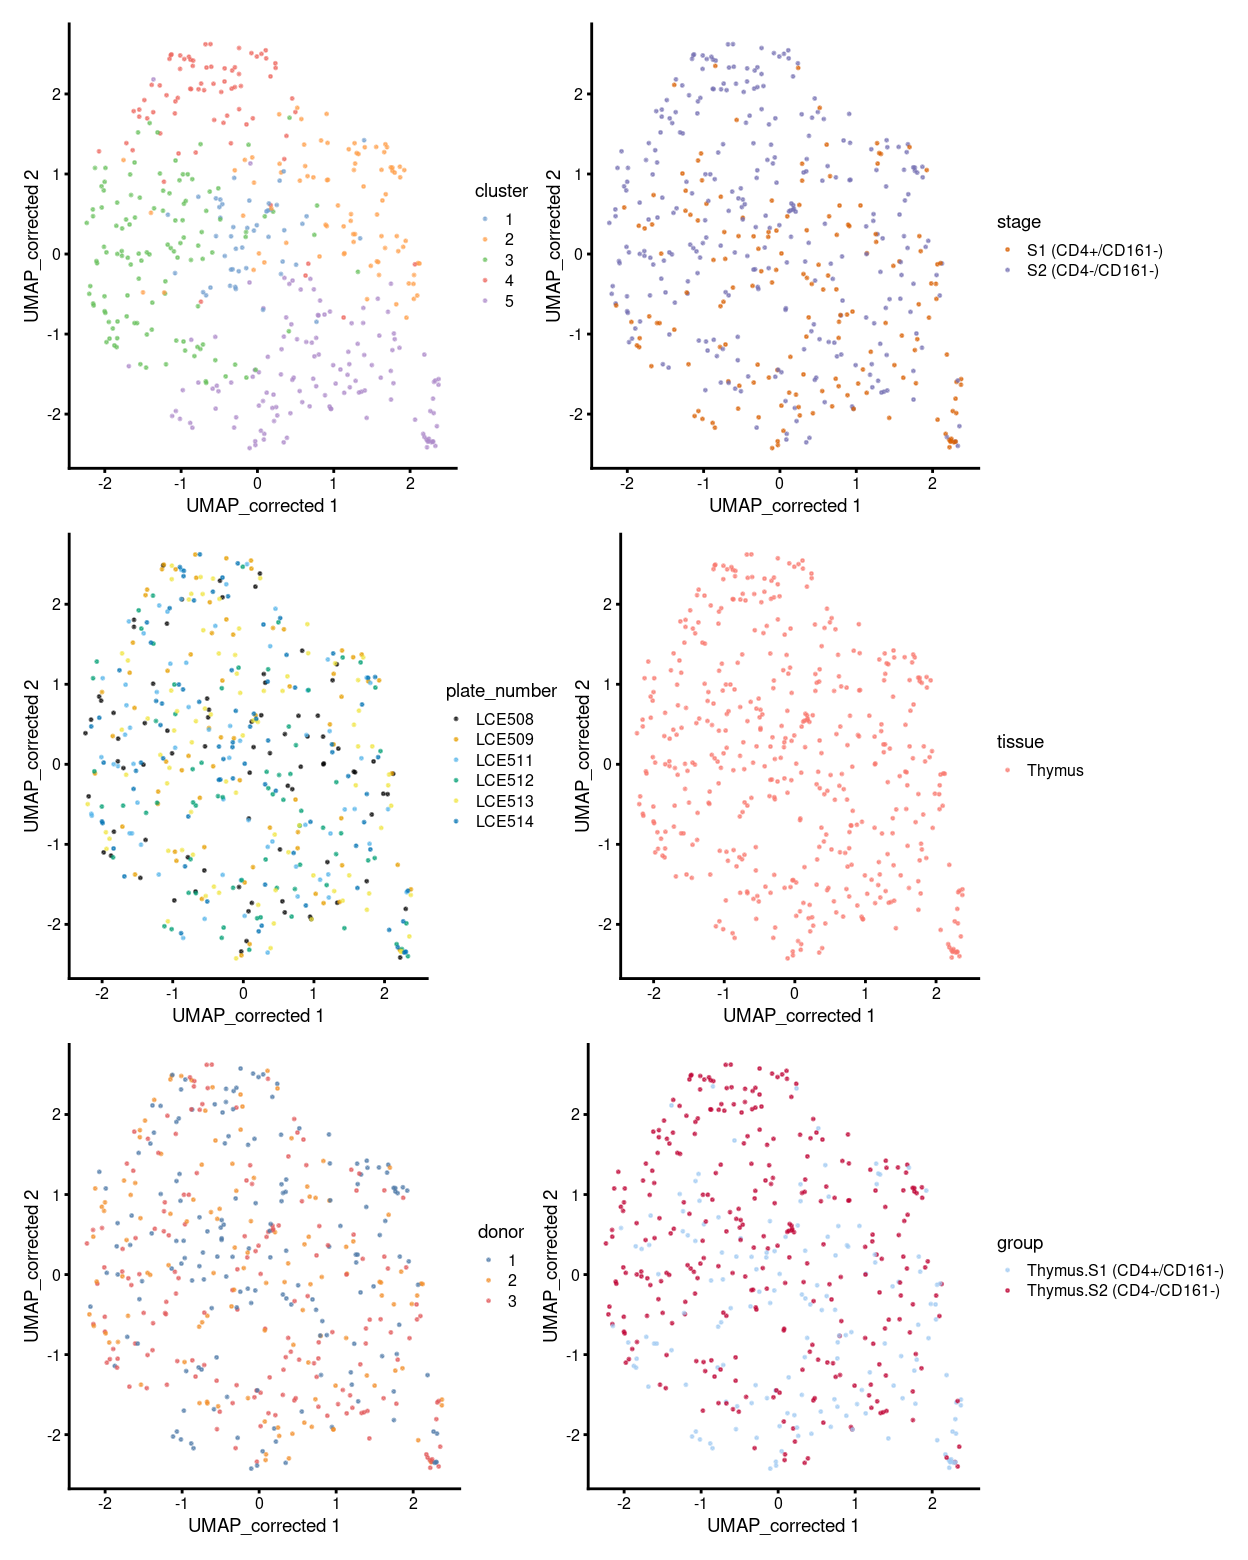 UMAP_corrected 2
2
1
0
-1
-2
-2
-1
0
1
2
UMAP_corrected 1
cluster
1
2
3
4
5
UMAP_corrected 2
2
1
0
-1
-2
-2
-1
0
1
2
UMAP_corrected 1
stage
S1 (CD4+/CD161-)
S2 (CD4-/CD161-)
UMAP_corrected 2
2
1
0
-1
-2
-2
-1
0
1
2
UMAP_corrected 1
plate_number
LCE508
LCE509
LCE511
LCE512
LCE513
LCE514
UMAP_corrected 2
2
1
0
-1
-2
-2
-1
0
1
2
UMAP_corrected 1
tissue
Thymus
UMAP_corrected 2
2
1
0
-1
-2
-2
-1
0
1
2
UMAP_corrected 1
donor
1
2
3
UMAP_corrected 2
2
1
0
-1
-2
-2
-1
0
1
2
UMAP_corrected 1
group
Thymus.S1 (CD4+/CD161-)
Thymus.S2 (CD4-/CD161-)